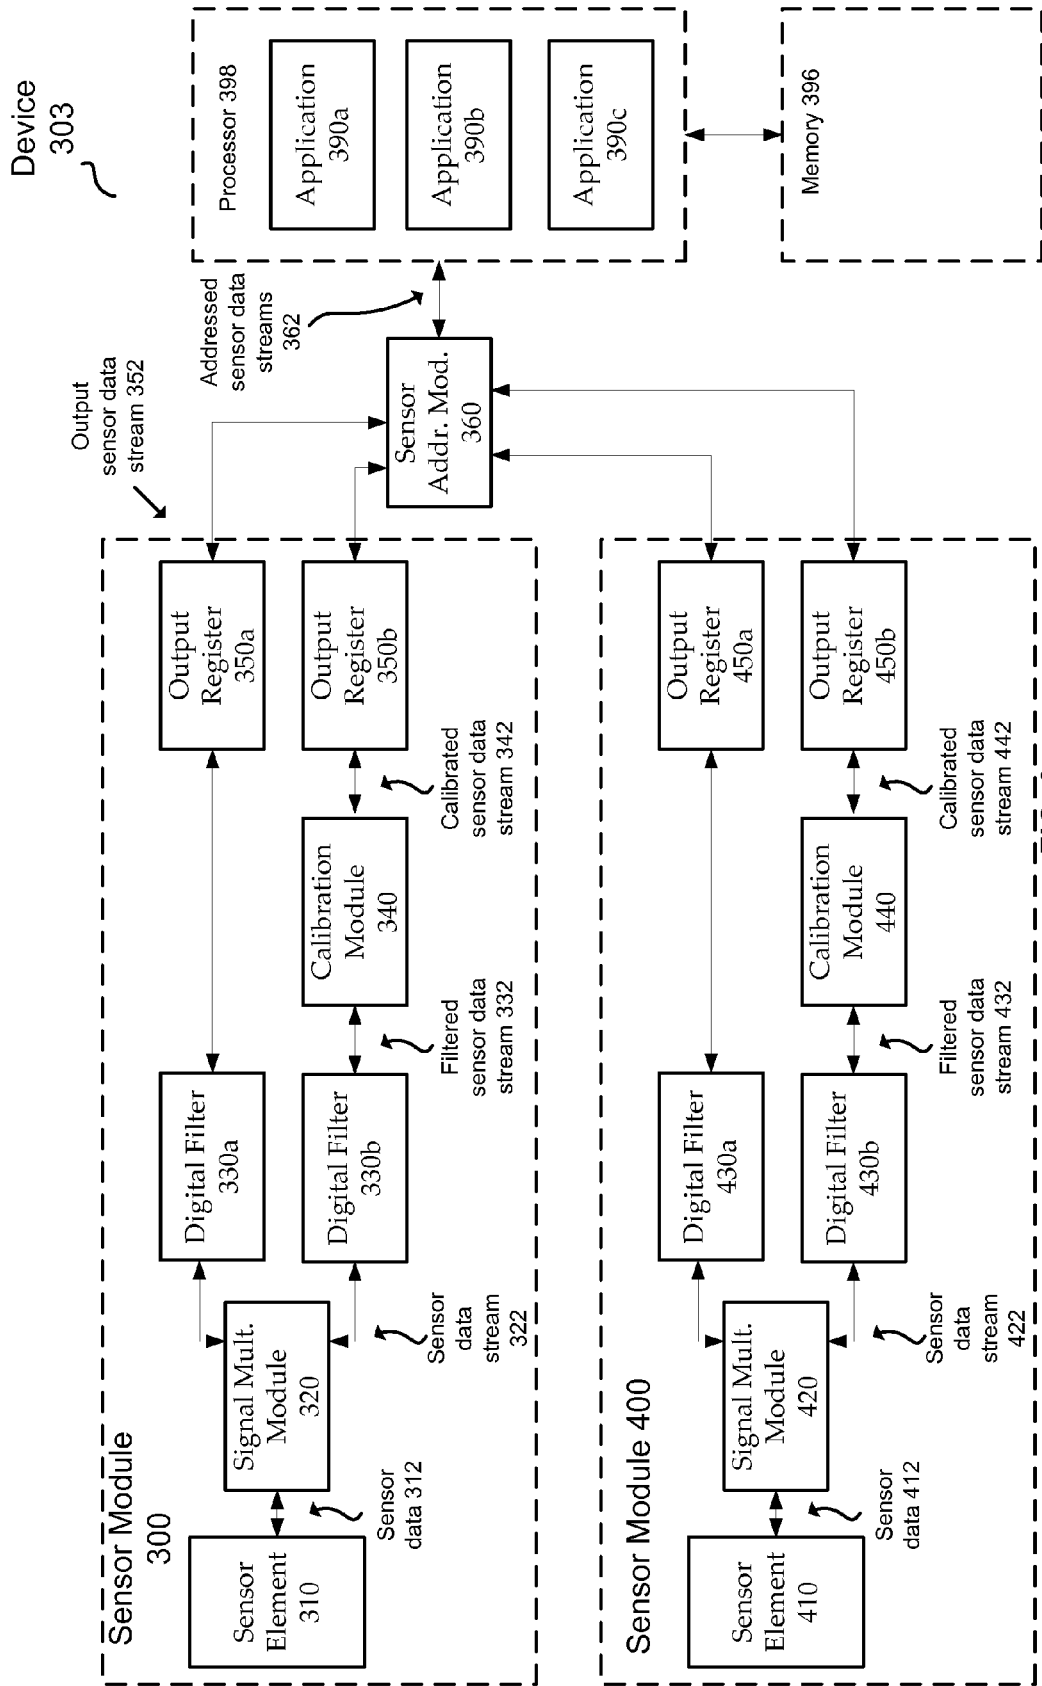 Device
303
Processor 398
Application
390a
Application
390b
Application
390c
Memory 396
Addressed
sensor data
streams
362
Sensor
Addr. Mod.
360
Output
sensor data
stream 352
Sensor Module
300
Sensor
Element
310
Sensor
data 312
Signal Mult.
Module
320
Sensor
data
stream
322
Digital Filter
330a
Digital Filter
330b
Filtered
sensor data
stream 332
Calibration
Module
340
Calibrated
sensor data
stream 342
Output
Register
350a
Output
Register
350b
Sensor Module 400
Sensor
Element
410
Sensor
data 412
Signal Mult.
Module
420
Sensor
data
stream
422
Digital Filter
430a
Digital Filter
430b
Filtered
sensor data
stream 432
Calibration
Module
440
Calibrated
sensor data
stream 442
Output
Register
450a
Output
Register
450b